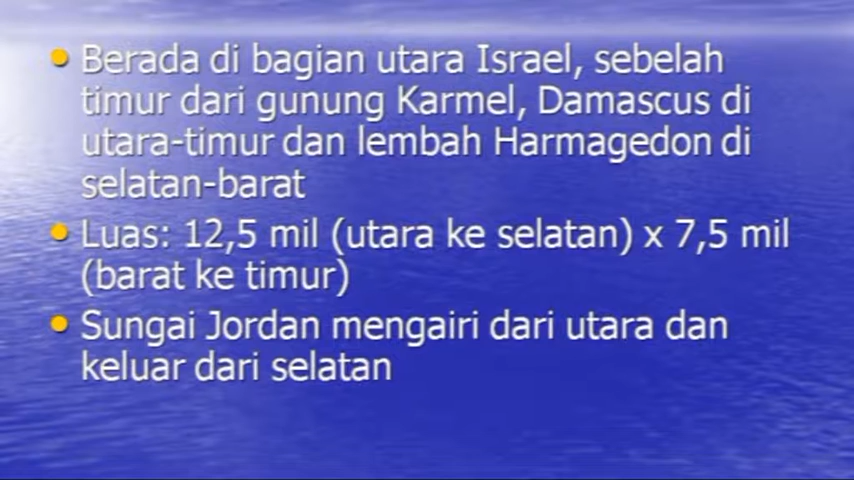 • Berada di bagian utara Israel, sebelah
timur dari gunung Karmel, Damascus di
utara-timur dan lembah Harmagedon di
selatan-barat
• Luas: 12,5 mil (utara ke selatan) x 7,5 mil
(barat ke timur)
• Sungai Jordan mengairi dari utara dan
keluar dari selatan